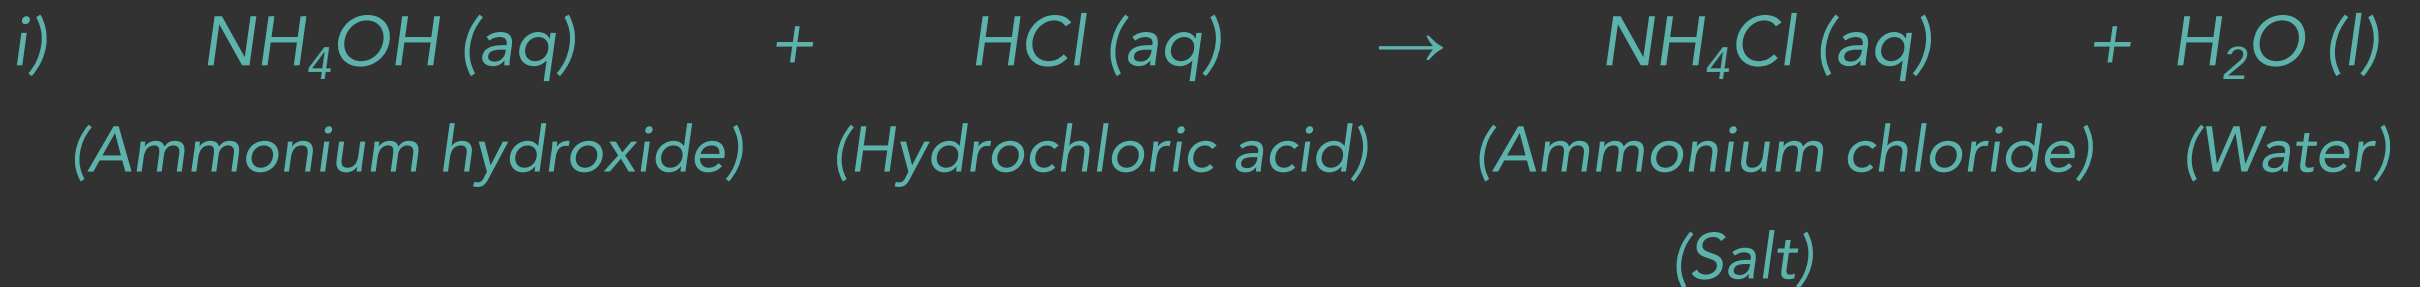 i) NH₄OH (aq) + HCl (aq) → NH₄Cl (aq) + H₂O (l)
(Ammonium hydroxide) (Hydrochloric acid) (Ammonium chloride) (Water)
(Salt)